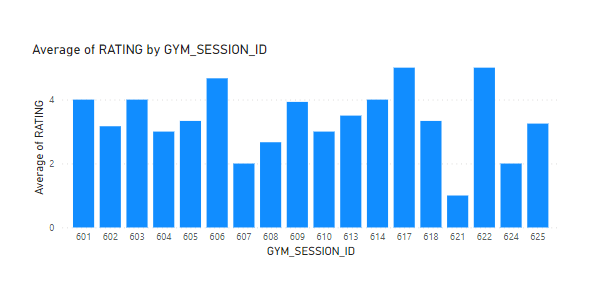 Average of RATING by GYM_SESSION_ID
Average of RATING
4
2
0
601 602 603 604 605 606 607 608 609 610 613 614 617 618 621 622 624 625
GYM_SESSION_ID